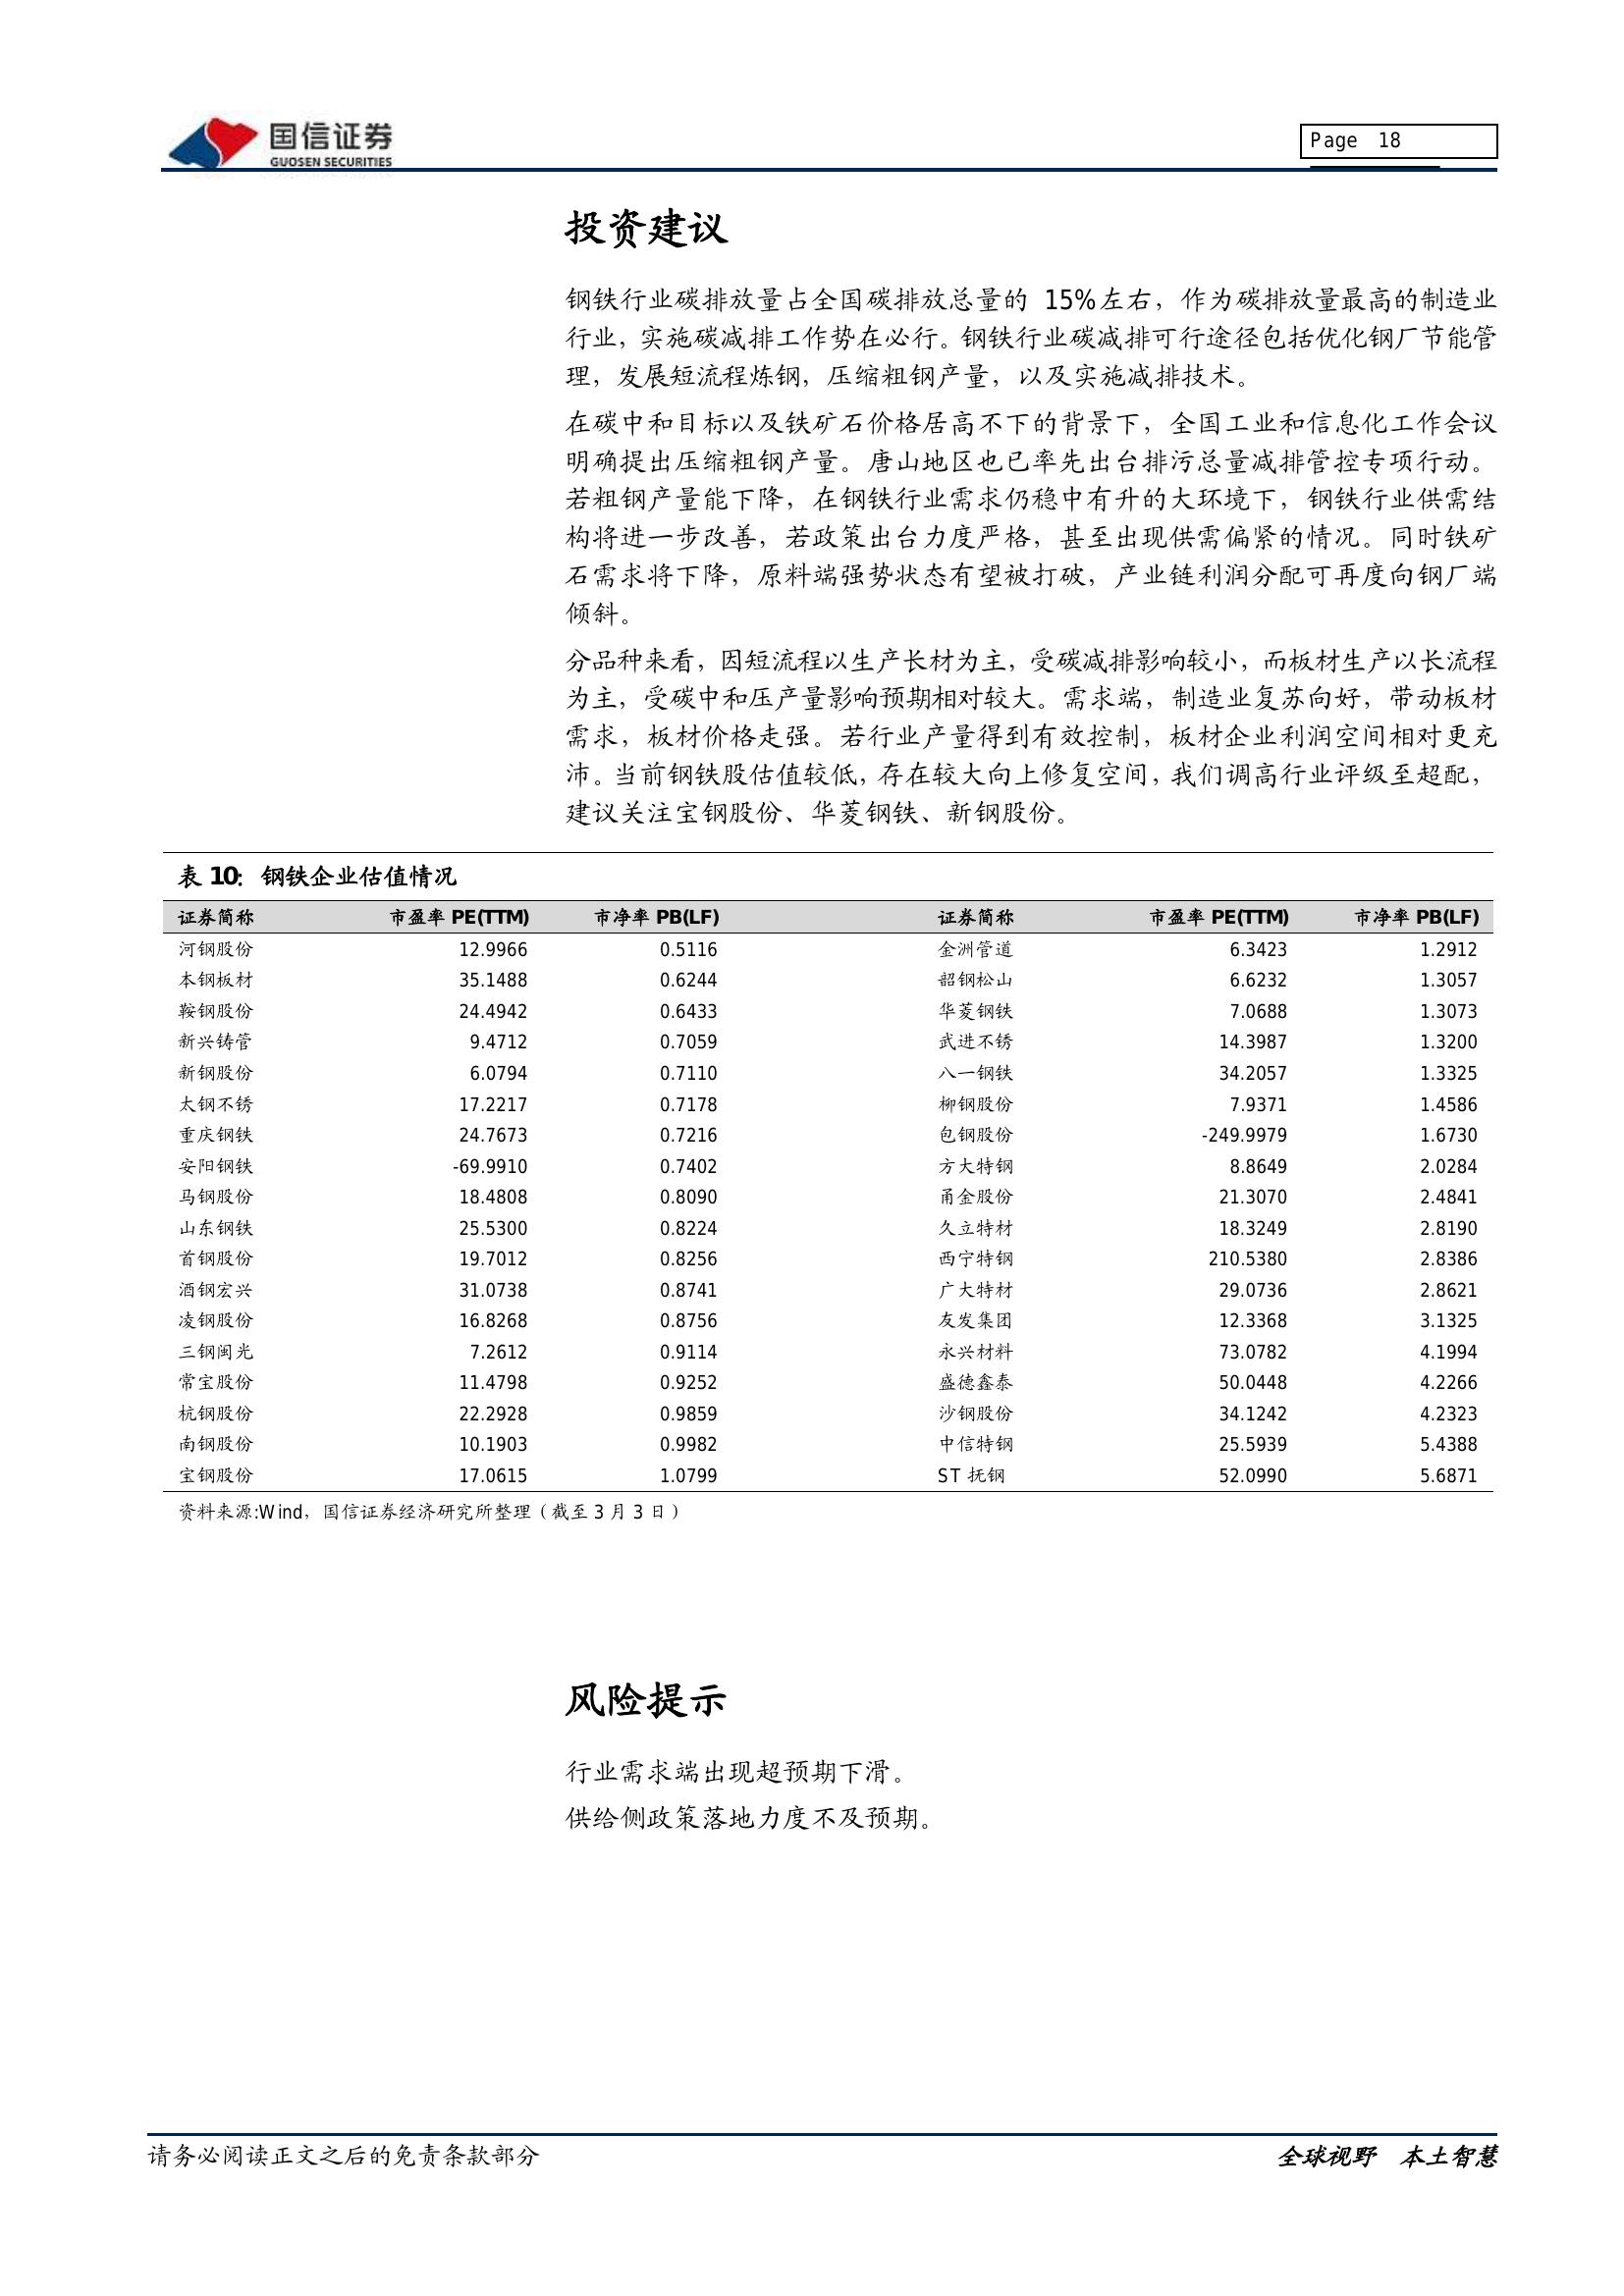 国信证券
GUOSEN SECURITIES
Page 18
投资建议
钢铁行业碳排放量占全国碳排放总量的 15%左右，作为碳排放量最高的制造业
行业，实施碳减排工作势在必行。钢铁行业碳减排可行途径包括优化钢厂节能管
理，发展短流程炼钢，压缩粗钢产量，以及实施减排技术。
在碳中和目标以及铁矿石价格居高不下的背景下，全国工业和信息化工作会议
明确提出压缩粗钢产量。唐山地区也已率先出台排污总量减排管控专项行动。
若粗钢产量能下降，在钢铁行业需求仍稳中有升的大环境下，钢铁行业供需结
构将进一步改善，若政策出台力度严格，甚至出现供需偏紧的情况。同时铁矿
石需求将下降，原料端强势状态有望被打破，产业链利润分配可再度向钢厂端
倾斜。
分品种来看，因短流程以生产长材为主，受碳减排影响较小，而板材生产以长流程
为主，受碳中和压产量影响预期相对较大。需求端，制造业复苏向好，带动板材
需求，板材价格走强。若行业产量得到有效控制，板材企业利润空间相对更充
沛。当前钢铁股估值较低，存在较大向上修复空间，我们调高行业评级至超配，
建议关注宝钢股份、华菱钢铁、新钢股份。
表 10：钢铁企业估值情况
证券简称 市盈率 PE(TTM) 市净率 PB(LF) 证券简称 市盈率 PE(TTM) 市净率 PB(LF)
河钢股份 12.9966 0.5116 金洲管道 6.3423 1.2912
本钢板材 35.1488 0.6244 韶钢松山 6.6232 1.3057
鞍钢股份 24.4942 0.6433 华菱钢铁 7.0688 1.3073
新兴铸管 9.4712 0.7059 武进不锈 14.3987 1.3200
新钢股份 6.0794 0.7110 八一钢铁 34.2057 1.3325
太钢不锈 17.2217 0.7178 柳钢股份 7.9371 1.4586
重庆钢铁 24.7673 0.7216 包钢股份 -249.9979 1.6730
安阳钢铁 -69.9910 0.7402 方大特钢 8.8649 2.0284
马钢股份 18.4808 0.8090 甬金股份 21.3070 2.4841
山东钢铁 25.5300 0.8224 久立特材 18.3249 2.8190
首钢股份 19.7012 0.8256 西宁特钢 210.5380 2.8386
酒钢宏兴 31.0738 0.8741 广大特材 29.0736 2.8621
凌钢股份 16.8268 0.8756 友发集团 12.3368 3.1325
三钢闽光 7.2612 0.9114 永兴材料 73.0782 4.1994
常宝股份 11.4798 0.9252 盛德鑫泰 50.0448 4.2266
杭钢股份 22.2928 0.9859 沙钢股份 34.1242 4.2323
南钢股份 10.1903 0.9982 中信特钢 25.5939 5.4388
宝钢股份 17.0615 1.0799 ST 抚钢 52.0990 5.6871
资料来源:Wind，国信证券经济研究所整理（截至 3 月 3 日）
风险提示
行业需求端出现超预期下滑。
供给侧政策落地力度不及预期。
请务必阅读正文之后的免责条款部分 全球视野 本土智慧